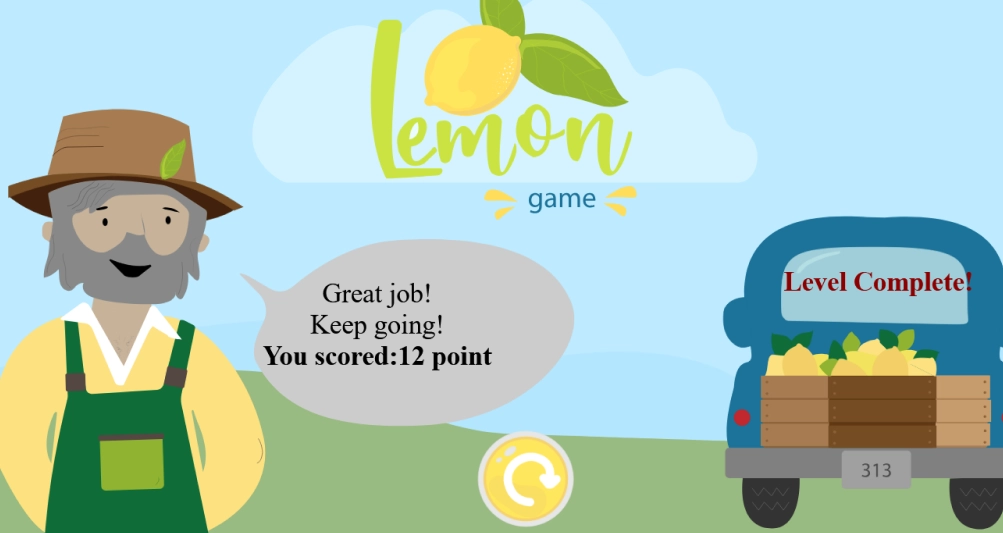 Lemon
game
Great job!
Keep going!
You scored:12 point
Level Complete!
313